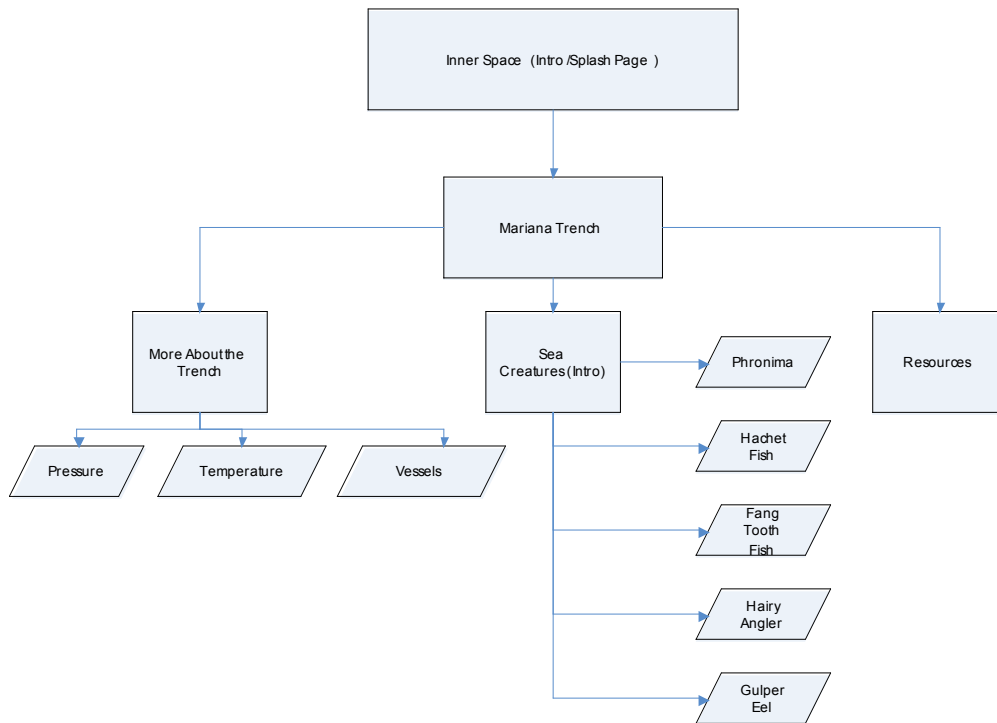 Inner Space (Intro /Splash Page )
Mariana Trench
More About the
Trench
Sea
Creatures (Intro)
Resources
Phronima
Hachet
Fish
Fang
Tooth
Fish
Hairy
Angler
Gulper
Eel
Pressure
Temperature
Vessels